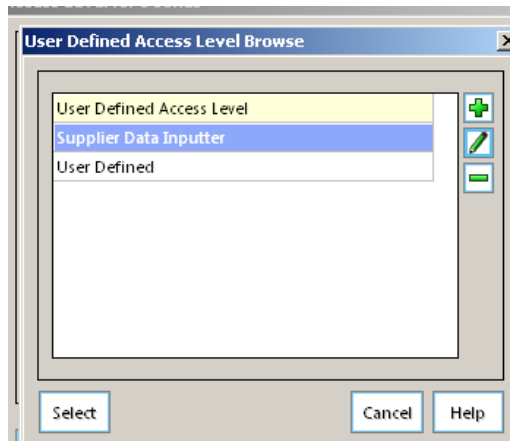 User Defined Access Level Browse
User Defined Access Level
Supplier Data Inputter
User Defined
Select
Cancel
Help